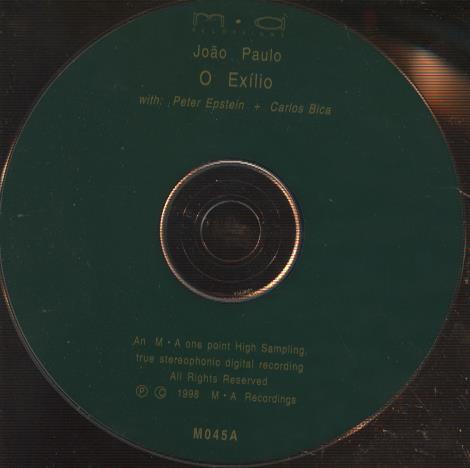 m·a
RECORDINGS
João Paulo
O Exílio
with: Peter Epstein + Carlos Bica
An M·A one point High Sampling,
true stereophonic digital recording
All Rights Reserved
Ⓟ © 1998 M·A Recordings
M045A